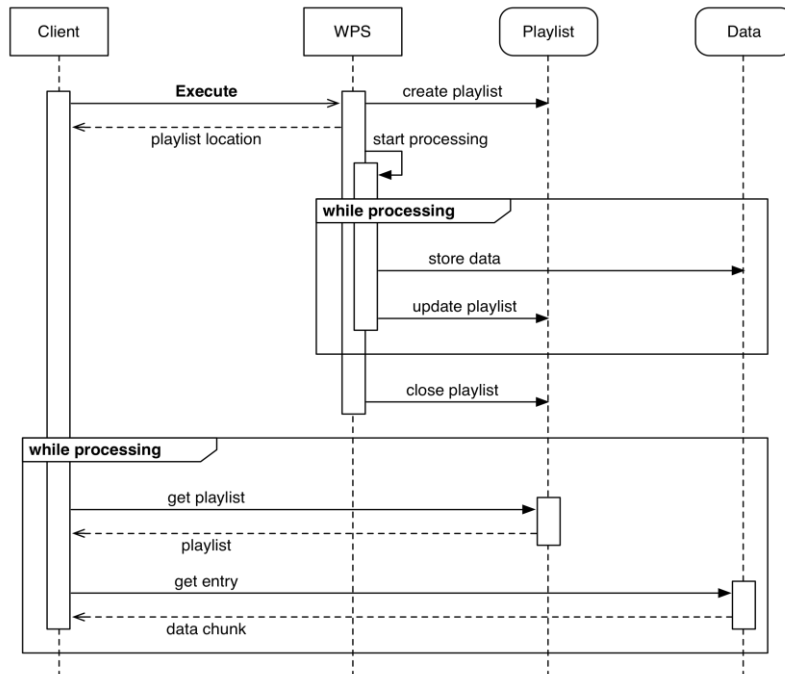 Client
WPS
Playlist
Data
Execute
create playlist
playlist location
start processing
while processing
store data
update playlist
close playlist
while processing
get playlist
playlist
get entry
data chunk